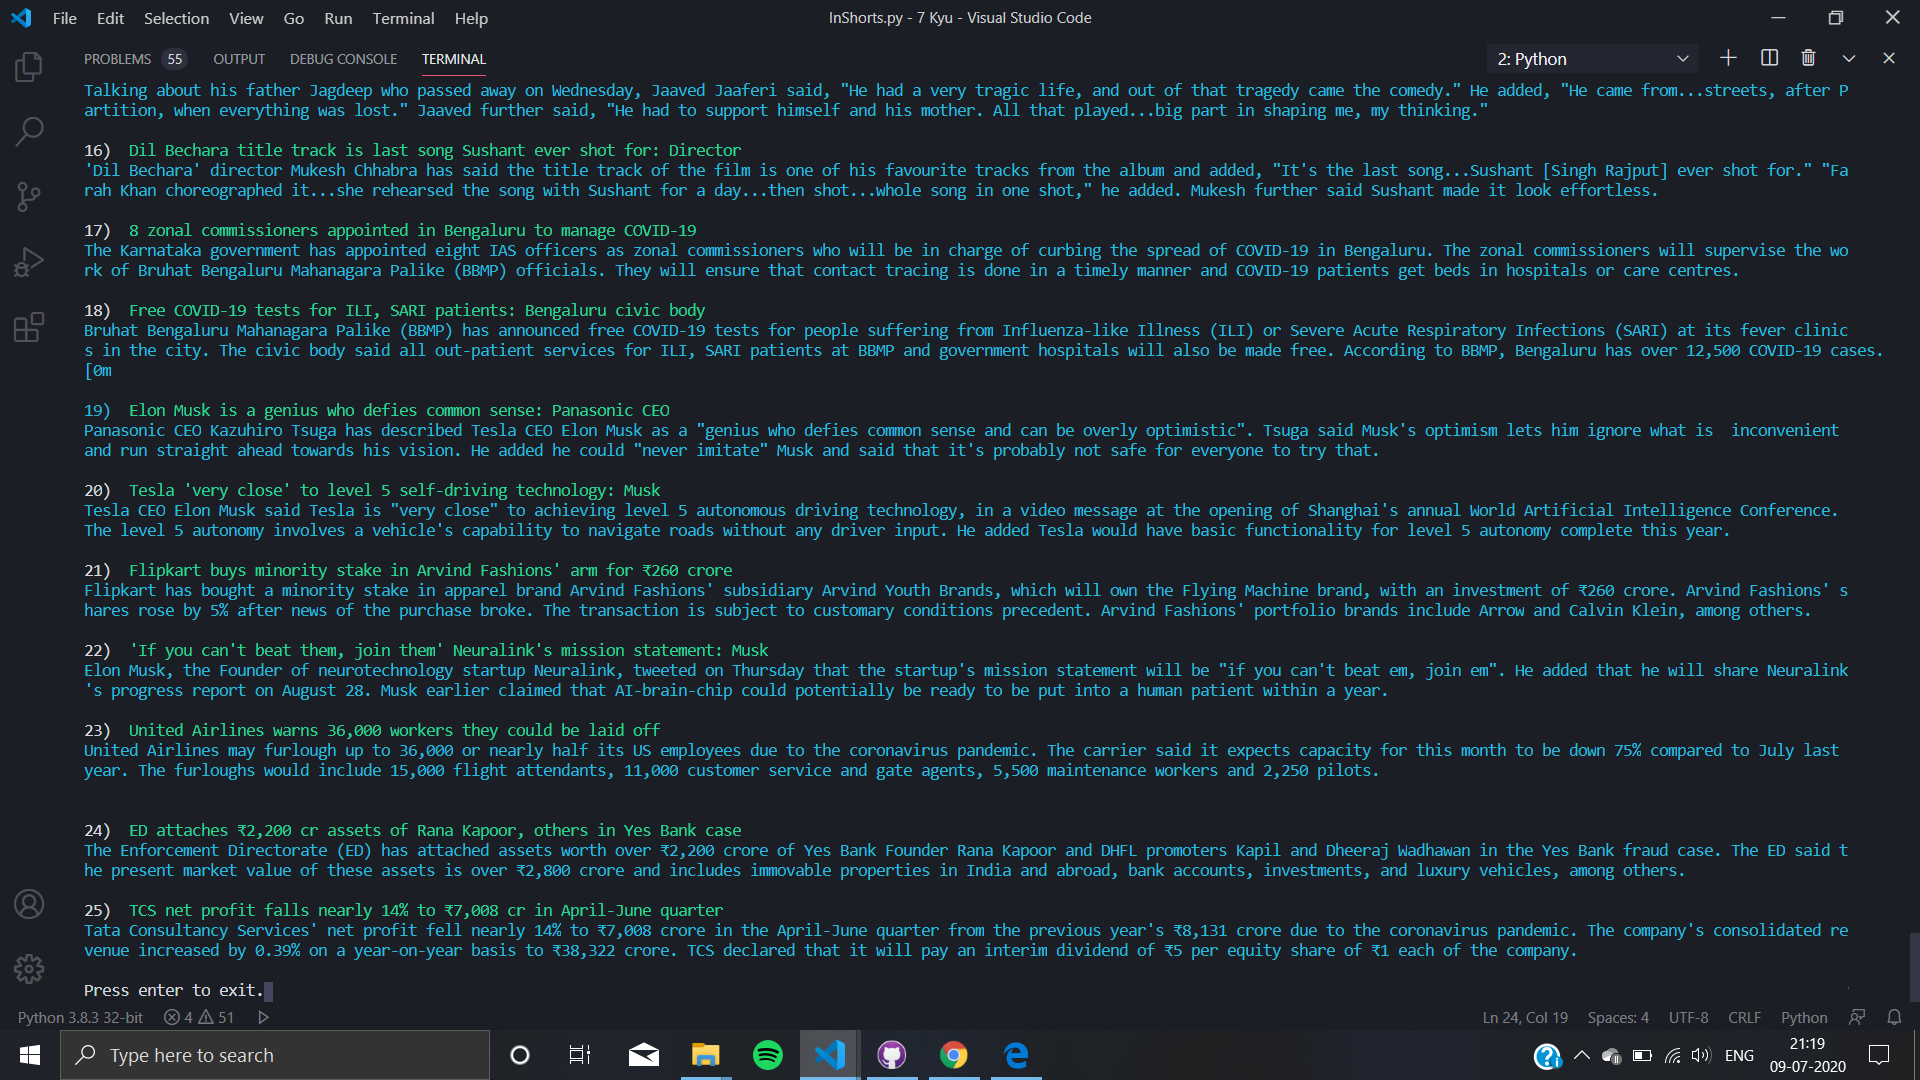 File Edit Selection View Go Run Terminal Help InShorts.py - 7 Kyu - Visual Studio Code
PROBLEMS 55 OUTPUT DEBUG CONSOLE TERMINAL 2: Python
Talking about his father Jagdeep who passed away on Wednesday, Jaaved Jaaferi said, "He had a very tragic life, and out of that tragedy came the comedy." He added, "He came from...streets, after P
artition, when everything was lost." Jaaved further said, "He had to support himself and his mother. All that played...big part in shaping me, my thinking."
16) Dil Bechara title track is last song Sushant ever shot for: Director
'Dil Bechara' director Mukesh Chhabra has said the title track of the film is one of his favourite tracks from the album and added, "It's the last song...Sushant [Singh Rajput] ever shot for." "Fa
rah Khan choreographed it...she rehearsed the song with Sushant for a day...then shot...whole song in one shot," he added. Mukesh further said Sushant made it look effortless.
17) 8 zonal commissioners appointed in Bengaluru to manage COVID-19
The Karnataka government has appointed eight IAS officers as zonal commissioners who will be in charge of curbing the spread of COVID-19 in Bengaluru. The zonal commissioners will supervise the wo
rk of Bruhat Bengaluru Mahanagara Palike (BBMP) officials. They will ensure that contact tracing is done in a timely manner and COVID-19 patients get beds in hospitals or care centres.
18) Free COVID-19 tests for ILI, SARI patients: Bengaluru civic body
Bruhat Bengaluru Mahanagara Palike (BBMP) has announced free COVID-19 tests for people suffering from Influenza-like Illness (ILI) or Severe Acute Respiratory Infections (SARI) at its fever clinic
s in the city. The civic body said all out-patient services for ILI, SARI patients at BBMP and government hospitals will also be made free. According to BBMP, Bengaluru has over 12,500 COVID-19 cases.
[0m
19) Elon Musk is a genius who defies common sense: Panasonic CEO
Panasonic CEO Kazuhiro Tsuga has described Tesla CEO Elon Musk as a "genius who defies common sense and can be overly optimistic". Tsuga said Musk's optimism lets him ignore what is  inconvenient
and run straight ahead towards his vision. He added he could "never imitate" Musk and said that it's probably not safe for everyone to try that.
20) Tesla 'very close' to level 5 self-driving technology: Musk
Tesla CEO Elon Musk said Tesla is "very close" to achieving level 5 autonomous driving technology, in a video message at the opening of Shanghai's annual World Artificial Intelligence Conference.
The level 5 autonomy involves a vehicle's capability to navigate roads without any driver input. He added Tesla would have basic functionality for level 5 autonomy complete this year.
21) Flipkart buys minority stake in Arvind Fashions' arm for ₹260 crore
Flipkart has bought a minority stake in apparel brand Arvind Fashions' subsidiary Arvind Youth Brands, which will own the Flying Machine brand, with an investment of ₹260 crore. Arvind Fashions' s
hares rose by 5% after news of the purchase broke. The transaction is subject to customary conditions precedent. Arvind Fashions' portfolio brands include Arrow and Calvin Klein, among others.
22) 'If you can't beat them, join them' Neuralink's mission statement: Musk
Elon Musk, the Founder of neurotechnology startup Neuralink, tweeted on Thursday that the startup's mission statement will be "if you can't beat em, join em". He added that he will share Neuralink
's progress report on August 28. Musk earlier claimed that AI-brain-chip could potentially be ready to be put into a human patient within a year.
23) United Airlines warns 36,000 workers they could be laid off
United Airlines may furlough up to 36,000 or nearly half its US employees due to the coronavirus pandemic. The carrier said it expects capacity for this month to be down 75% compared to July last
year. The furloughs would include 15,000 flight attendants, 11,000 customer service and gate agents, 5,500 maintenance workers and 2,250 pilots.
24) ED attaches ₹2,200 cr assets of Rana Kapoor, others in Yes Bank case
The Enforcement Directorate (ED) has attached assets worth over ₹2,200 crore of Yes Bank Founder Rana Kapoor and DHFL promoters Kapil and Dheeraj Wadhawan in the Yes Bank fraud case. The ED said t
he present market value of these assets is over ₹2,800 crore and includes immovable properties in India and abroad, bank accounts, investments, and luxury vehicles, among others.
25) TCS net profit falls nearly 14% to ₹7,008 cr in April-June quarter
Tata Consultancy Services' net profit fell nearly 14% to ₹7,008 crore in the April-June quarter from the previous year's ₹8,131 crore due to the coronavirus pandemic. The company's consolidated re
venue increased by 0.39% on a year-on-year basis to ₹38,322 crore. TCS declared that it will pay an interim dividend of ₹5 per equity share of ₹1 each of the company.
Press enter to exit.
Python 3.8.3 32-bit 4 51 Ln 24, Col 19 Spaces: 4 UTF-8 CRLF Python
Type here to search ENG 21:19
09-07-2020